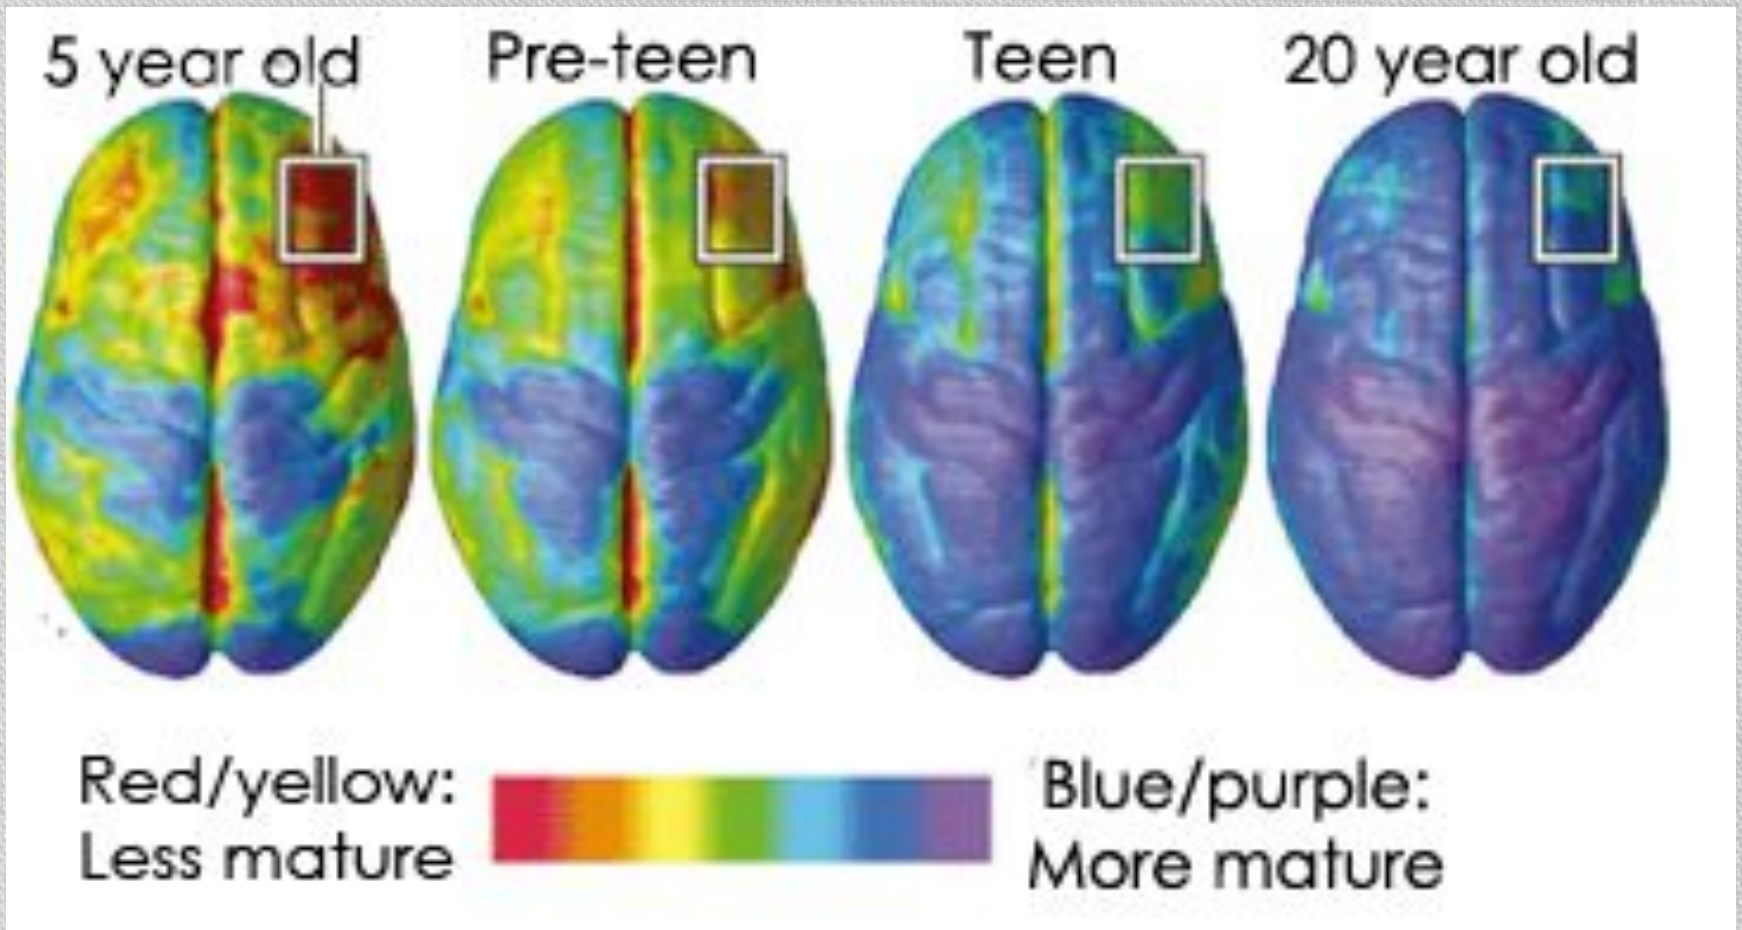 5 year old
Pre-teen
Teen
20 year old
Red/yellow:
Less mature
Blue/purple:
More mature